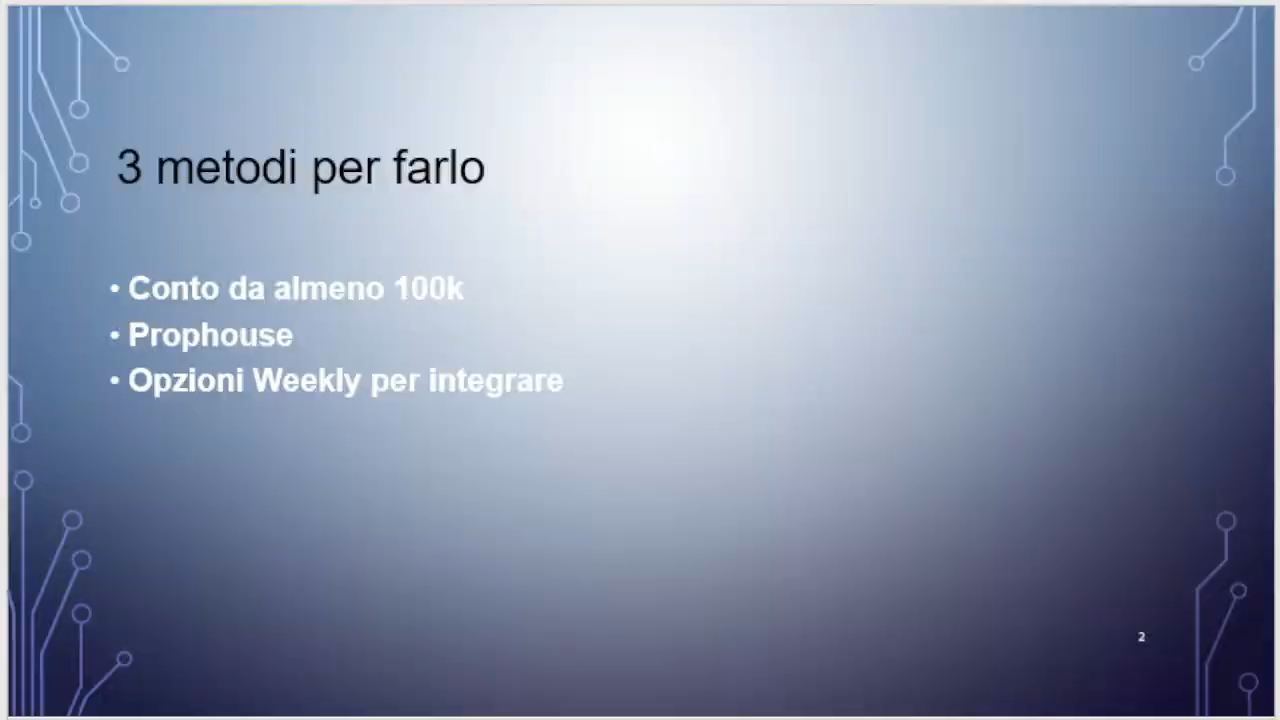 3 metodi per farlo
• Conto da almeno 100k
• Prophouse
• Opzioni Weekly per integrare
2